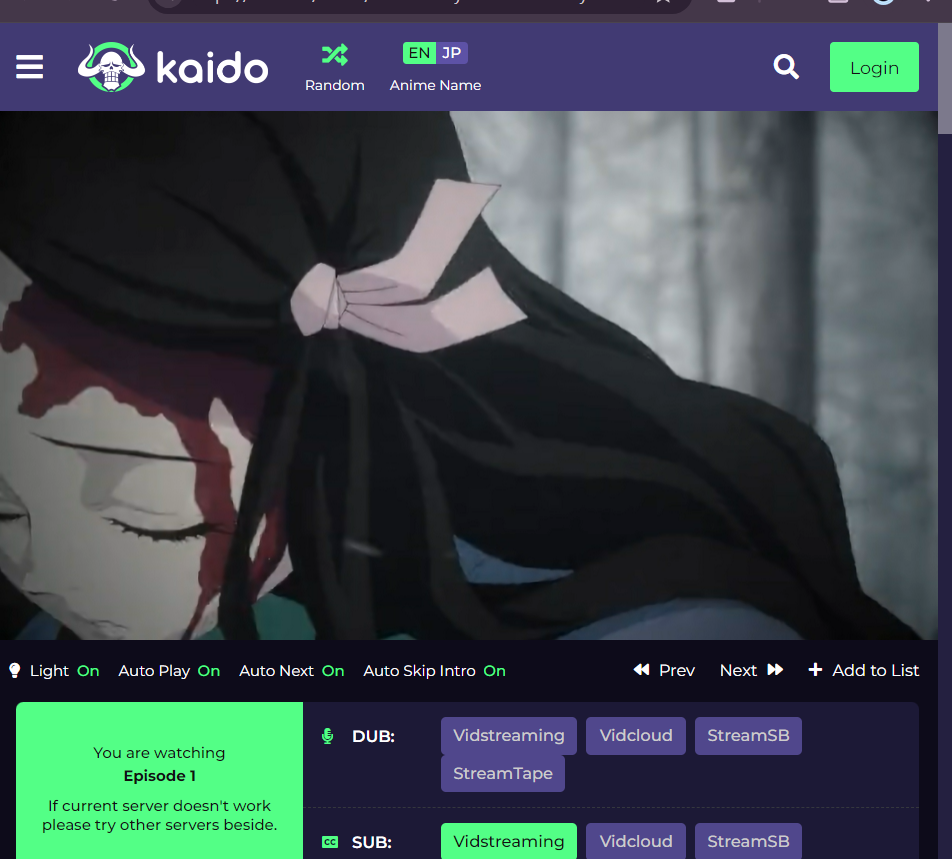 kaido
Random
EN JP
Anime Name
Login
Light On Auto Play On Auto Next On Auto Skip Intro On Prev Next Add to List
You are watching
Episode 1
If current server doesn't work
please try other servers beside.
DUB: Vidstreaming Vidcloud StreamSB
StreamTape
CC SUB: Vidstreaming Vidcloud StreamSB